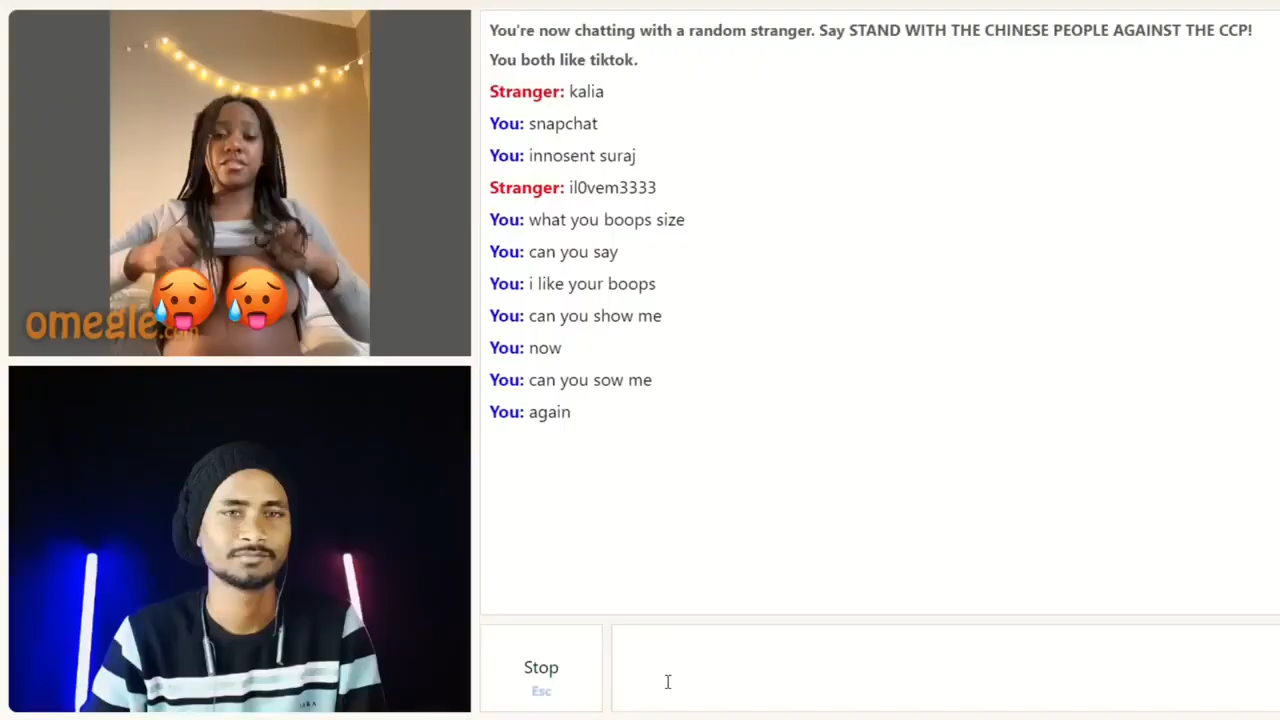 You're now chatting with a random stranger. Say STAND WITH THE CHINESE PEOPLE AGAINST THE CCP!
You both like tiktok.
Stranger: kalia
You: snapchat
You: innosent suraj
Stranger: il0vem3333
You: what you boops size
You: can you say
You: i like your boops
You: can you show me
You: now
You: can you sow me
You: again
omegle.com
Stop
Esc